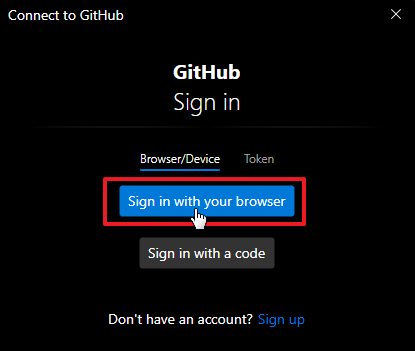 Connect to GitHub
GitHub
Sign in
Browser/Device Token
Sign in with your browser
Sign in with a code
Don't have an account? Sign up